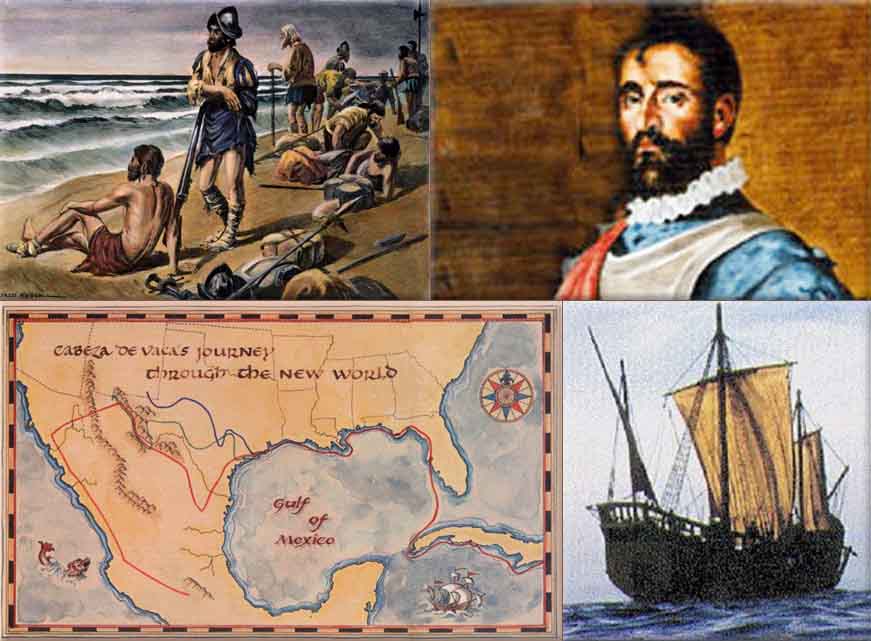 CABEZA DE VACA'S JOURNEY
through the NEW WORLD
Gulf
of
Mexico